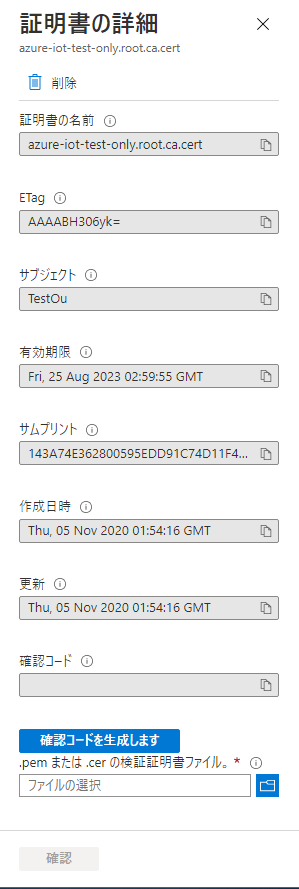 証明書の詳細
azure-iot-test-only.root.ca.cert
削除
証明書の名前
azure-iot-test-only.root.ca.cert
ETag
AAAABH306yk=
サブジェクト
TestOu
有効期限
Fri, 25 Aug 2023 02:59:55 GMT
サムプリント
143A74E362800595EDD91C74D11F4...
作成日時
Thu, 05 Nov 2020 01:54:16 GMT
更新
Thu, 05 Nov 2020 01:54:16 GMT
確認コード
確認コードを生成します
.pem または .cer の検証証明書ファイル。 *
ファイルの選択
確認